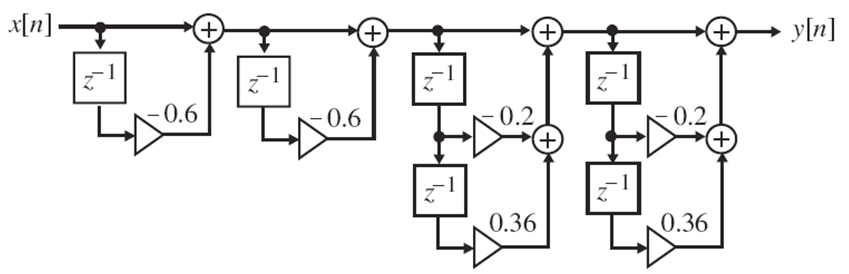 x[n] + + + + y[n]
z⁻¹ z⁻¹ z⁻¹ z⁻¹
- 0.6 - 0.6 - 0.2 - 0.2
+ +
z⁻¹ z⁻¹
0.36 0.36